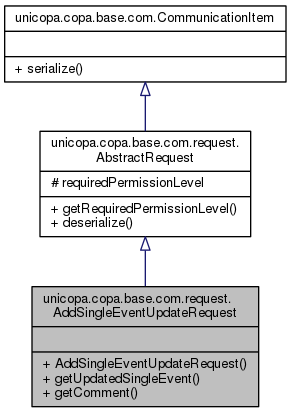 unicopa.copa.base.com.CommunicationItem
+ serialize()
unicopa.copa.base.com.request.
AbstractRequest
# requiredPermissionLevel
+ getRequiredPermissionLevel()
+ deserialize()
unicopa.copa.base.com.request.
AddSingleEventUpdateRequest
+ AddSingleEventUpdateRequest()
+ getUpdatedSingleEvent()
+ getComment()